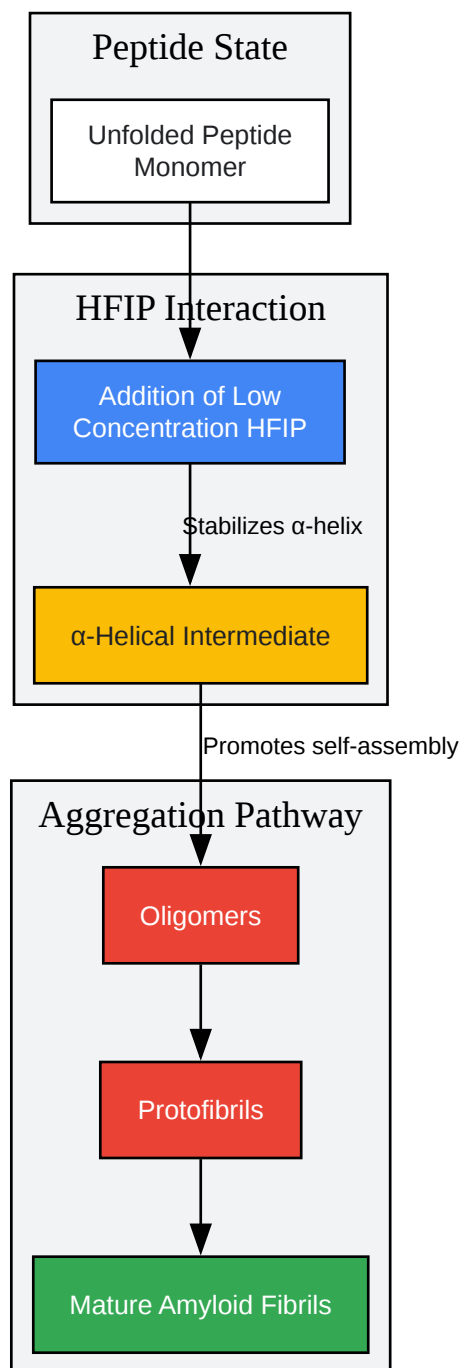 Peptide State
Unfolded Peptide
Monomer
HFIP Interaction
Addition of Low
Concentration HFIP
Stabilizes α-helix
α-Helical Intermediate
Promotes self-assembly
Aggregation Pathway
Oligomers
Protofibrils
Mature Amyloid Fibrils